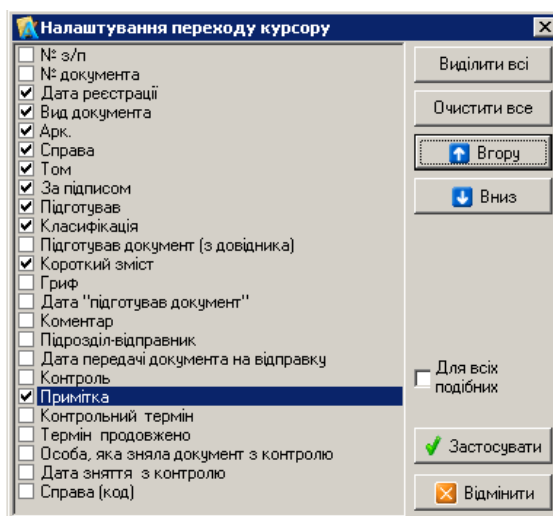 Налаштування переходу курсору
№ з/п
№ документа
Дата реєстрації
Вид документа
Арк.
Справа
Том
За підписом
Підготував
Класифікація
Підготував документ (з довідника)
Короткий зміст
Гриф
Дата "підготував документ"
Коментар
Підрозділ-відправник
Дата передачі документа на відправку
Контроль
Примітка
Контрольний термін
Термін продовжено
Особа, яка зняла документ з контролю
Дата зняття з контролю
Справа (код)
Виділити всі
Очистити все
Вгору
Вниз
Для всіх
подібних
Застосувати
Відмінити